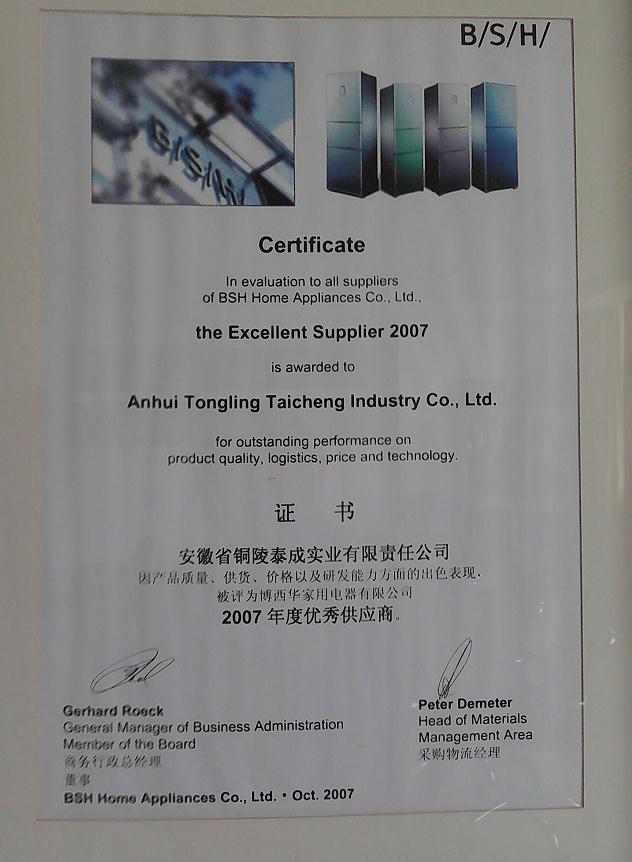 B/S/H/
B/S/H/
Certificate
In evaluation to all suppliers
of BSH Home Appliances Co., Ltd.,
the Excellent Supplier 2007
is awarded to
Anhui Tongling Taicheng Industry Co., Ltd.
for outstanding performance on
product quality, logistics, price and technology.
证 书
安徽省铜陵泰成实业有限责任公司
因产品质量、供货、价格以及研发能力方面的出色表现.
被评为博西华家用电器有限公司
2007 年度优秀供应商。
Gerhard Roeck
General Manager of Business Administration
Member of the Board
商务行政总经理
董事
BSH Home Appliances Co., Ltd. • Oct. 2007
Peter Demeter
Head of Materials
Management Area
采购物流经理